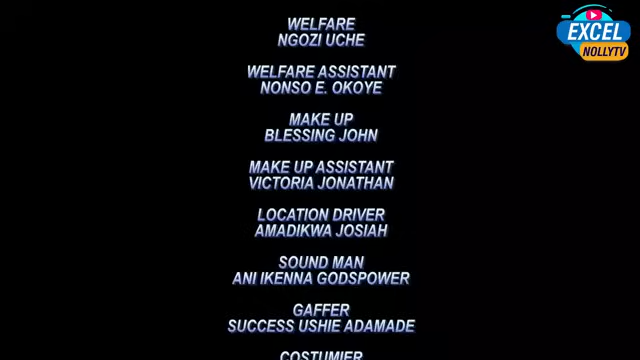 EXCEL
NOLLYTV
WELFARE
NGOZI UCHE
WELFARE ASSISTANT
NONSO E. OKOYE
MAKE UP
BLESSING JOHN
MAKE UP ASSISTANT
VICTORIA JONATHAN
LOCATION DRIVER
AMADIKWA JOSIAH
SOUND MAN
ANI IKENNA GODSPOWER
GAFFER
SUCCESS USHIE ADAMADE
COSTUMIER